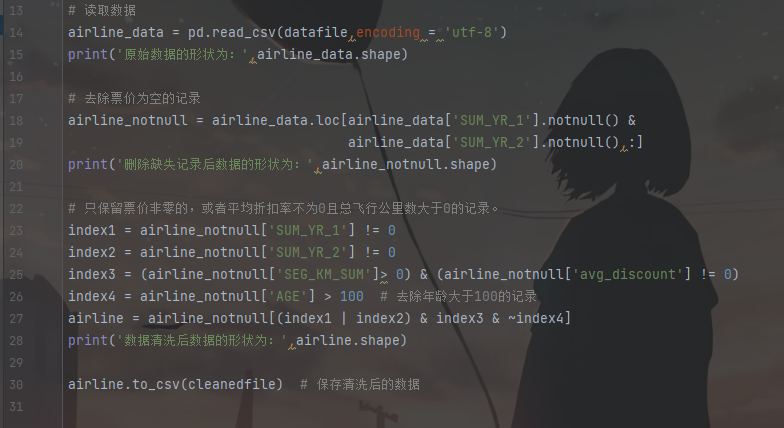 13 # 读取数据
14 airline_data = pd.read_csv(datafile,encoding = 'utf-8')
15 print('原始数据的形状为：',airline_data.shape)
16
17 # 去除票价为空的记录
18 airline_notnull = airline_data.loc[airline_data['SUM_YR_1'].notnull() &
19 airline_data['SUM_YR_2'].notnull(),:]
20 print('删除缺失记录后数据的形状为：',airline_notnull.shape)
21
22 # 只保留票价非零的，或者平均折扣率不为0且总飞行公里数大于0的记录。
23 index1 = airline_notnull['SUM_YR_1'] != 0
24 index2 = airline_notnull['SUM_YR_2'] != 0
25 index3 = (airline_notnull['SEG_KM_SUM']> 0) & (airline_notnull['avg_discount'] != 0)
26 index4 = airline_notnull['AGE'] > 100 # 去除年龄大于100的记录
27 airline = airline_notnull[(index1 | index2) & index3 & ~index4]
28 print('数据清洗后数据的形状为：',airline.shape)
29
30 airline.to_csv(cleanedfile) # 保存清洗后的数据
31